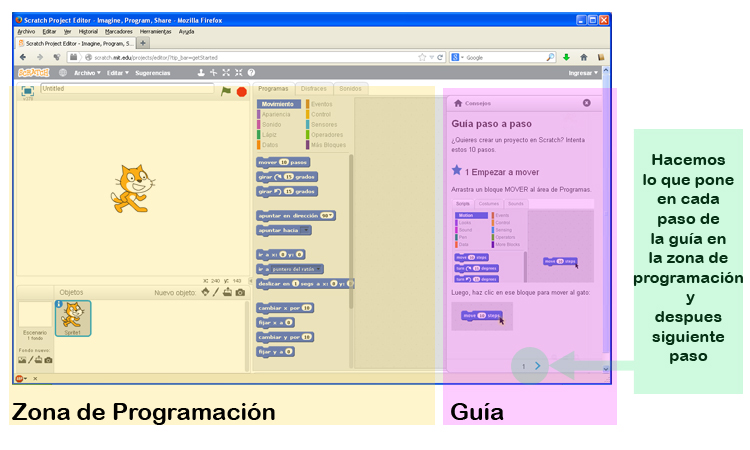 Scratch Project Editor - Imagine, Program, Share - Mozilla Firefox
Archivo Editar Ver Historial Marcadores Herramientas Ayuda
Scratch Project Editor - Imagine, Program, S...
scratch.mit.edu/projects/editor/?tip_bar=getStarted
Google
SCRATCH Archivo Editar Sugerencias
Ingresar
Untitled
Programas Disfraces Sonidos
Movimiento
Apariencia
Sonido
Lápiz
Datos
Eventos
Control
Sensores
Operadores
Más Bloques
mover 10 pasos
girar 15 grados
girar 15 grados
apuntar en dirección 90
apuntar hacia
ir a x: 0 y: 0
ir a puntero del ratón
deslizar en 1 segs a x: 0 y: 0
cambiar x por 10
fijar x a 0
cambiar y por 10
fijar y a 0
X: 240 Y: 143
Objetos Nuevo objeto:
Escenario
1 fondo
Fondo nuevo:
Sprite1
Consejos
Guia paso a paso
¿Quieres crear un proyecto en Scratch? Intenta
estos 10 pasos.
1 Empezar a mover
Arrastra un bloque MOVER al área de Programas.
Scripts Costumes Sounds
Motion
Looks
Sound
Pen
Data
Events
Control
Sensing
Operators
More Blocks
move 10 steps
turn 15 degrees
turn 15 degrees
move 10 steps
Luego, haz clic en ese bloque para mover al gato:
move 10 steps
1
Hacemos
lo que pone
en cada
paso de
la guía en
la zona de
programación
y
despues
siguiente
paso
ABP
Zona de Programación
Guía